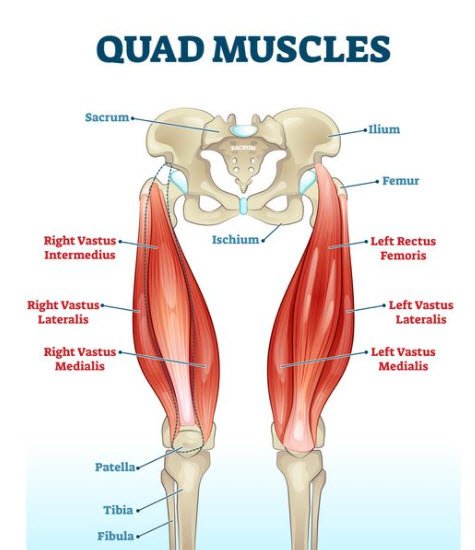 QUAD MUSCLES
Sacrum
SACRUM
Ilium
Femur
Ischium
Right Vastus
Intermedius
Left Rectus
Femoris
Right Vastus
Lateralis
Left Vastus
Lateralis
Right Vastus
Medialis
Left Vastus
Medialis
Patella
Tibia
Fibula